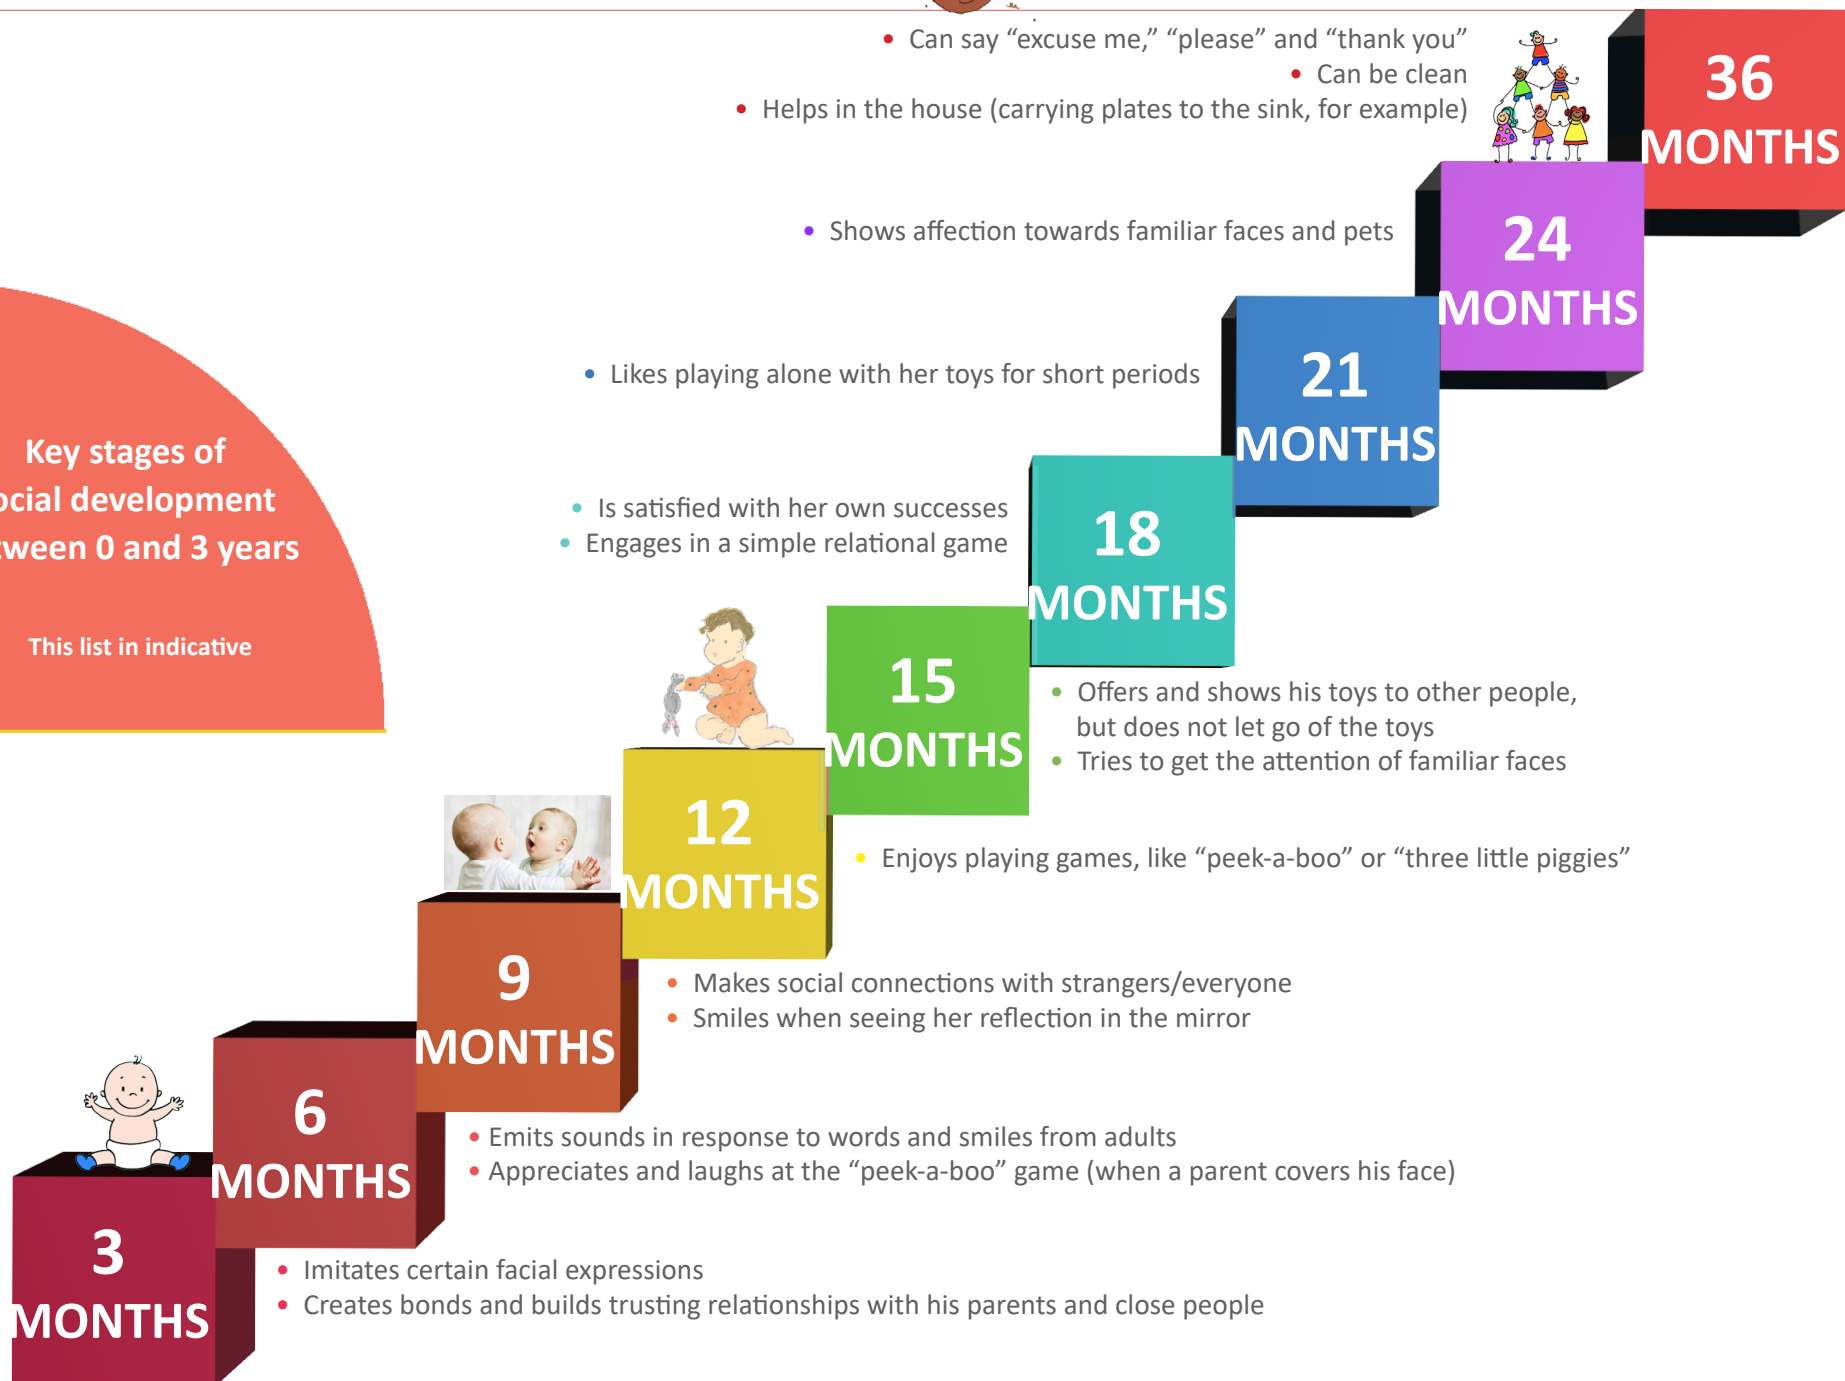 • Can say “excuse me,” “please” and “thank you”
• Can be clean
• Helps in the house (carrying plates to the sink, for example)
36
MONTHS
• Shows affection towards familiar faces and pets
24
MONTHS
• Likes playing alone with her toys for short periods
21
MONTHS
Key stages of
ocial development
tween 0 and 3 years
This list in indicative
• Is satisfied with her own successes
• Engages in a simple relational game
18
MONTHS
15
MONTHS
• Offers and shows his toys to other people,
but does not let go of the toys
• Tries to get the attention of familiar faces
12
MONTHS
• Enjoys playing games, like “peek-a-boo” or “three little piggies”
9
MONTHS
• Makes social connections with strangers/everyone
• Smiles when seeing her reflection in the mirror
6
MONTHS
• Emits sounds in response to words and smiles from adults
• Appreciates and laughs at the “peek-a-boo” game (when a parent covers his face)
3
MONTHS
• Imitates certain facial expressions
• Creates bonds and builds trusting relationships with his parents and close people